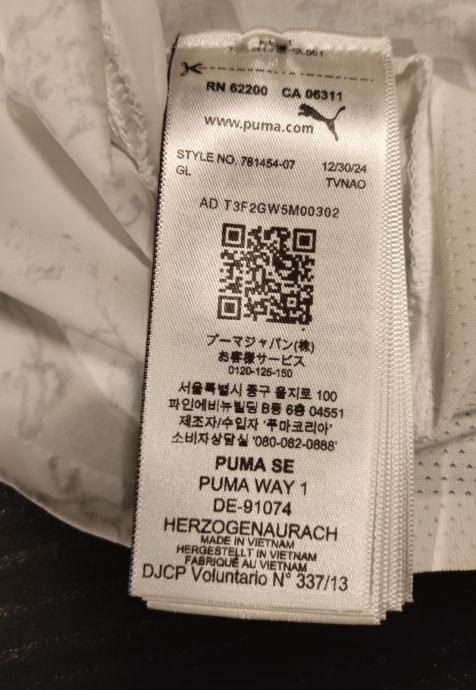 RN 62200 CA 06311
www.puma.com
STYLE NO. 781454-07 12/30/24
GL TVNAO
AD T3F2GW5M00302
プーマジャパン(株)
お客様サービス
0120-125-150
서울특별시 중구 을지로 100
파인에비뉴빌딩 B동 6층 04551
제조자/수입자 '푸마코리아'
소비자상담실 '080-082-0888'
PUMA SE
PUMA WAY 1
DE-91074
HERZOGENAURACH
MADE IN VIETNAM
HERGESTELLT IN VIETNAM
FABRIQUÉ AU VIETNAM
DJCP Voluntario N° 337/13